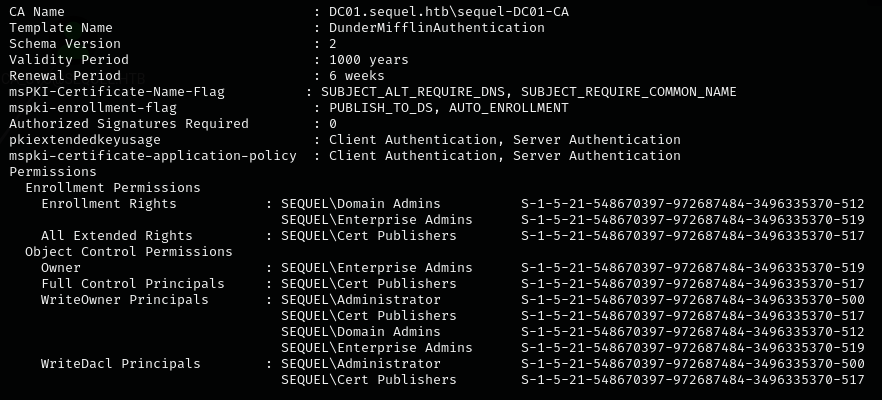 CA Name : DC01.sequel.htb\sequel-DC01-CA
Template Name : DunderMifflinAuthentication
Schema Version : 2
Validity Period : 1000 years
Renewal Period : 6 weeks
msPKI-Certificate-Name-Flag : SUBJECT_ALT_REQUIRE_DNS, SUBJECT_REQUIRE_COMMON_NAME
mspki-enrollment-flag : PUBLISH_TO_DS, AUTO_ENROLLMENT
Authorized Signatures Required : 0
pkiextendedkeyusage : Client Authentication, Server Authentication
mspki-certificate-application-policy : Client Authentication, Server Authentication
Permissions
Enrollment Permissions
Enrollment Rights : SEQUEL\Domain Admins S-1-5-21-548670397-972687484-3496335370-512
SEQUEL\Enterprise Admins S-1-5-21-548670397-972687484-3496335370-519
All Extended Rights : SEQUEL\Cert Publishers S-1-5-21-548670397-972687484-3496335370-517
Object Control Permissions
Owner : SEQUEL\Enterprise Admins S-1-5-21-548670397-972687484-3496335370-519
Full Control Principals : SEQUEL\Cert Publishers S-1-5-21-548670397-972687484-3496335370-517
WriteOwner Principals : SEQUEL\Administrator S-1-5-21-548670397-972687484-3496335370-500
SEQUEL\Cert Publishers S-1-5-21-548670397-972687484-3496335370-517
SEQUEL\Domain Admins S-1-5-21-548670397-972687484-3496335370-512
SEQUEL\Enterprise Admins S-1-5-21-548670397-972687484-3496335370-519
WriteDacl Principals : SEQUEL\Administrator S-1-5-21-548670397-972687484-3496335370-500
SEQUEL\Cert Publishers S-1-5-21-548670397-972687484-3496335370-517